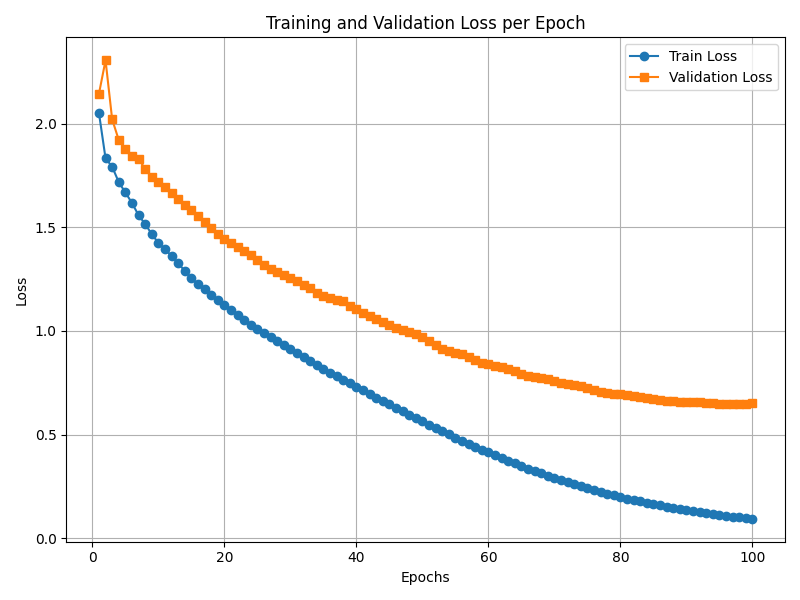 Training and Validation Loss per Epoch
Train Loss
Validation Loss
2.0
1.5
1.0
0.5
0.0
Loss
0 20 40 60 80 100
Epochs